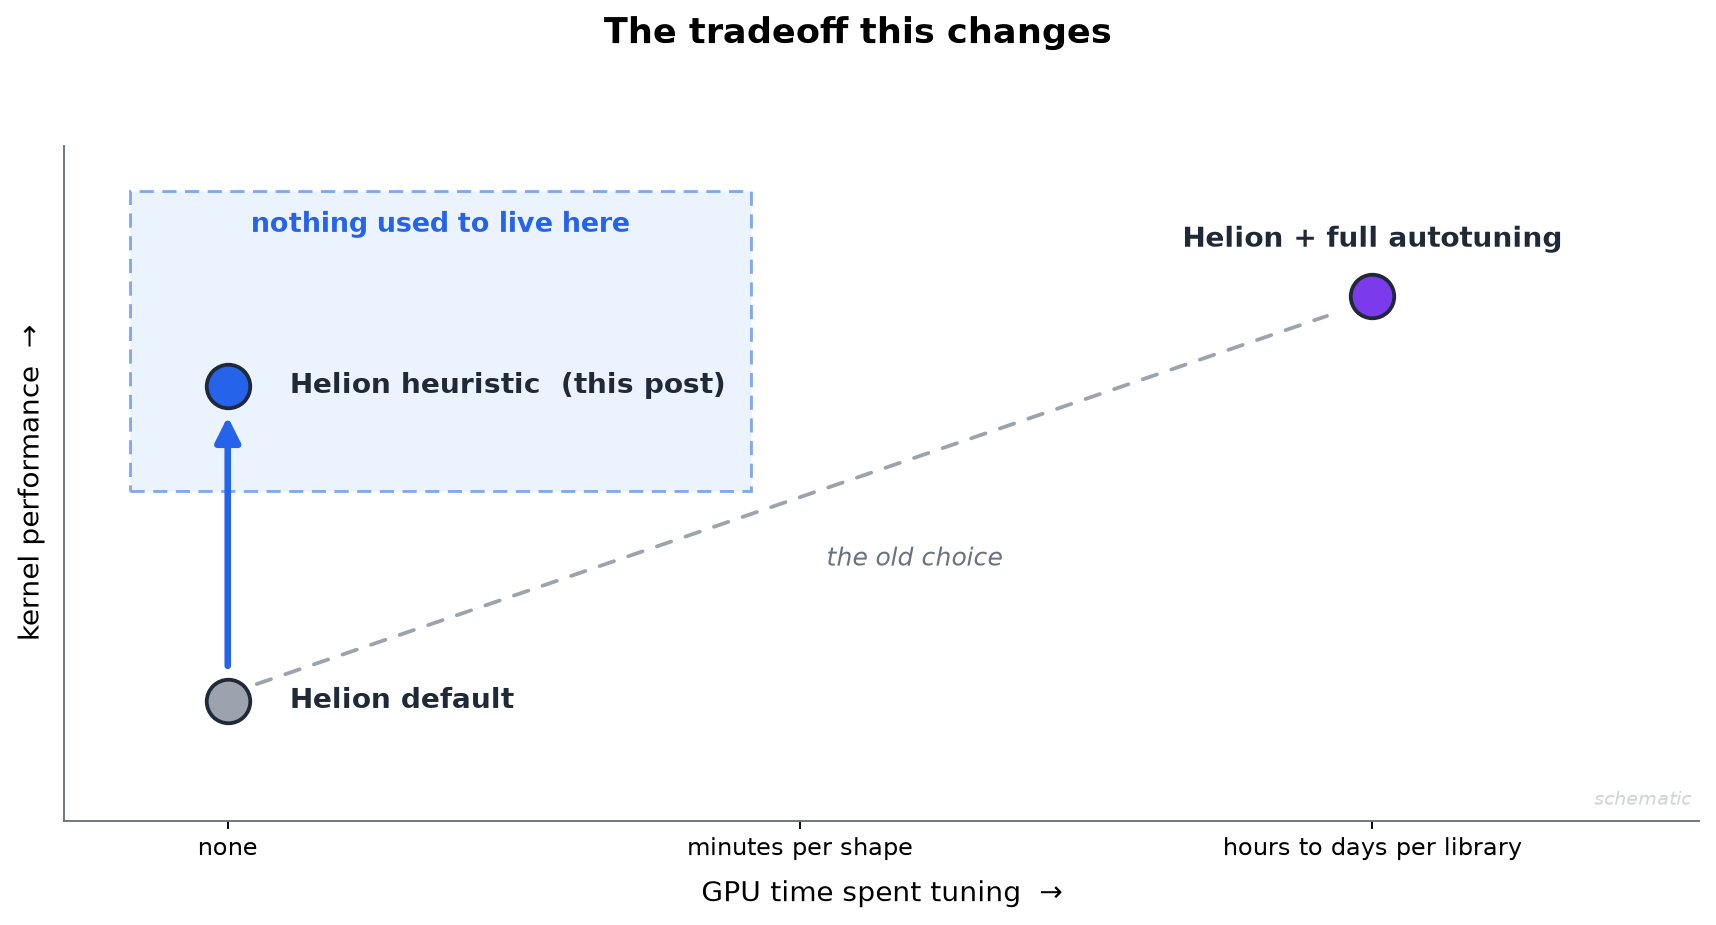 The tradeoff this changes
nothing used to live here
Helion + full autotuning
Helion heuristic (this post)
the old choice
Helion default
schematic
kernel performance →
none
minutes per shape
hours to days per library
GPU time spent tuning →